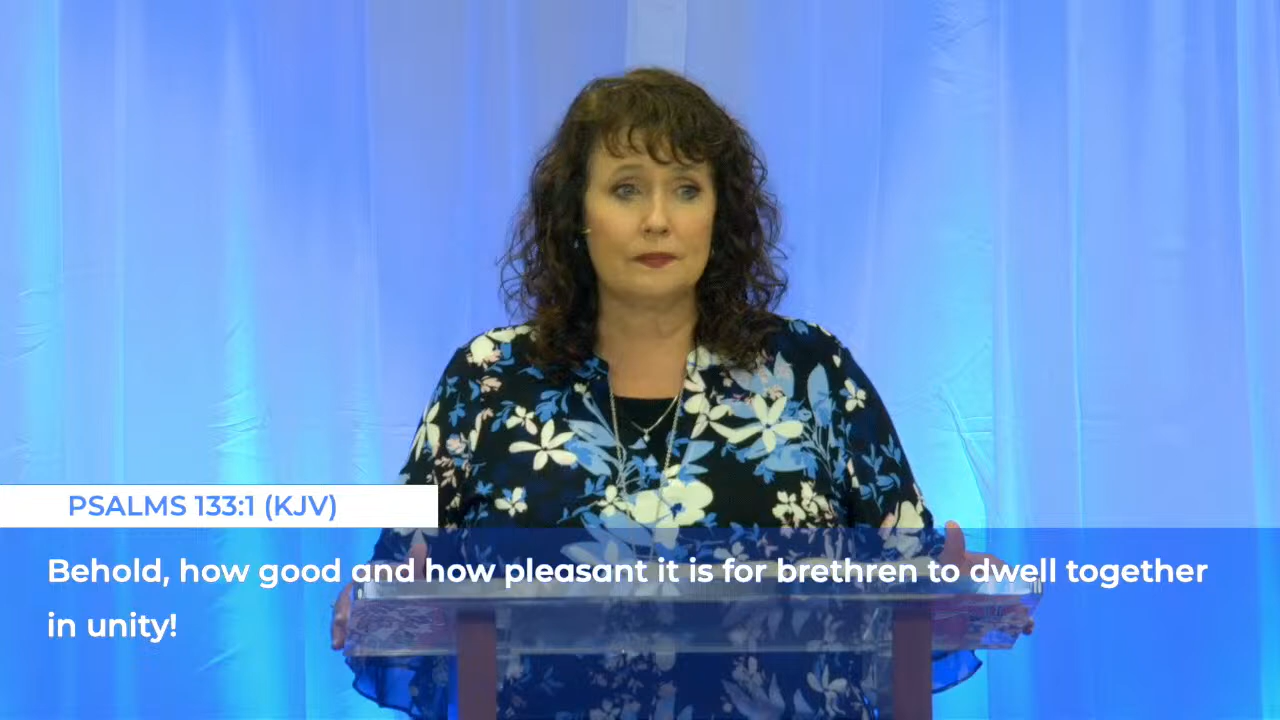 PSALMS 133:1 (KJV)
Behold, how good and how pleasant it is for brethren to dwell together
in unity!